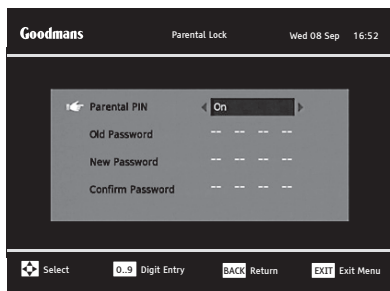 Goodmans Parental Lock Wed 08 Sep 16:52
Parental PIN On
Old Password -- -- -- --
New Password -- -- -- --
Confirm Password -- -- -- --
Select 0..9 Digit Entry BACK Return EXIT Exit Menu